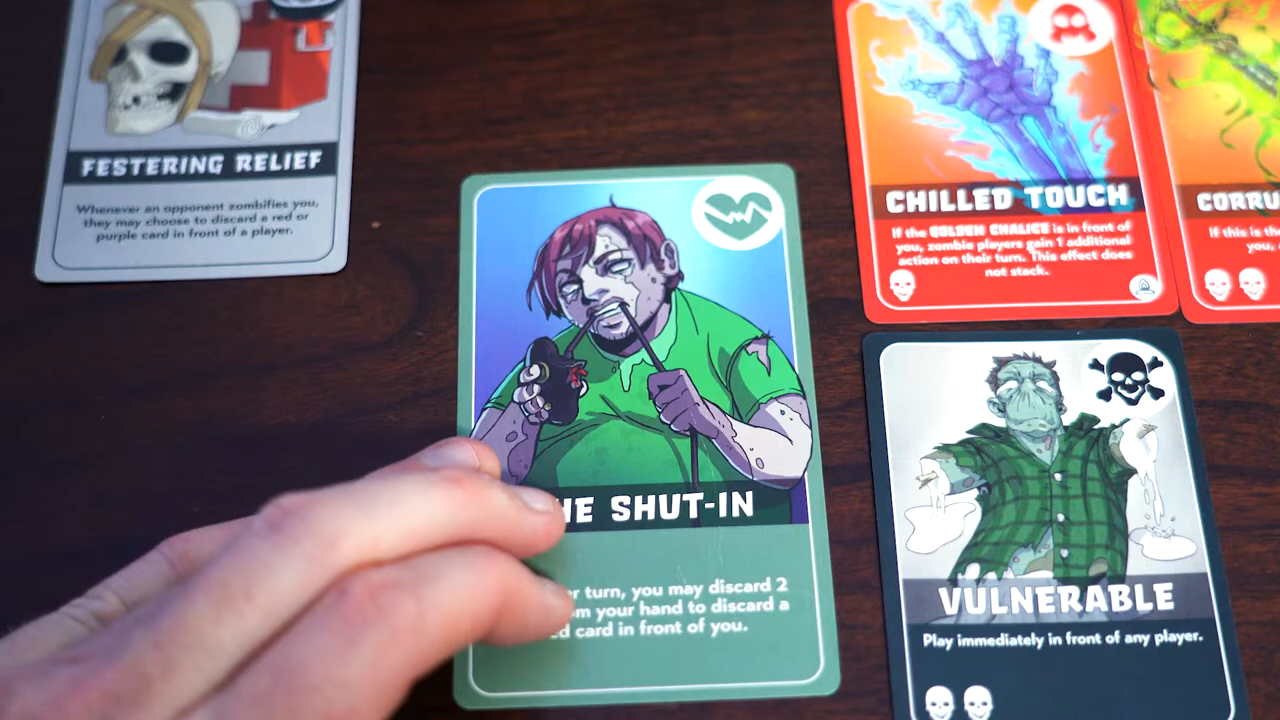 FESTERING RELIEF
Whenever an opponent zombifies you,
they may choose to discard a red or
purple card in front of a player.
CHILLED TOUCH
If the GOLDEN CHALICE is in front of
you, zombie players gain 1 additional
action on their turn. This effect does
not stack.
CORRU
If this is the
you,
HE SHUT-IN
r turn, you may discard 2
om your hand to discard a
ed card in front of you.
VULNERABLE
Play immediately in front of any player.